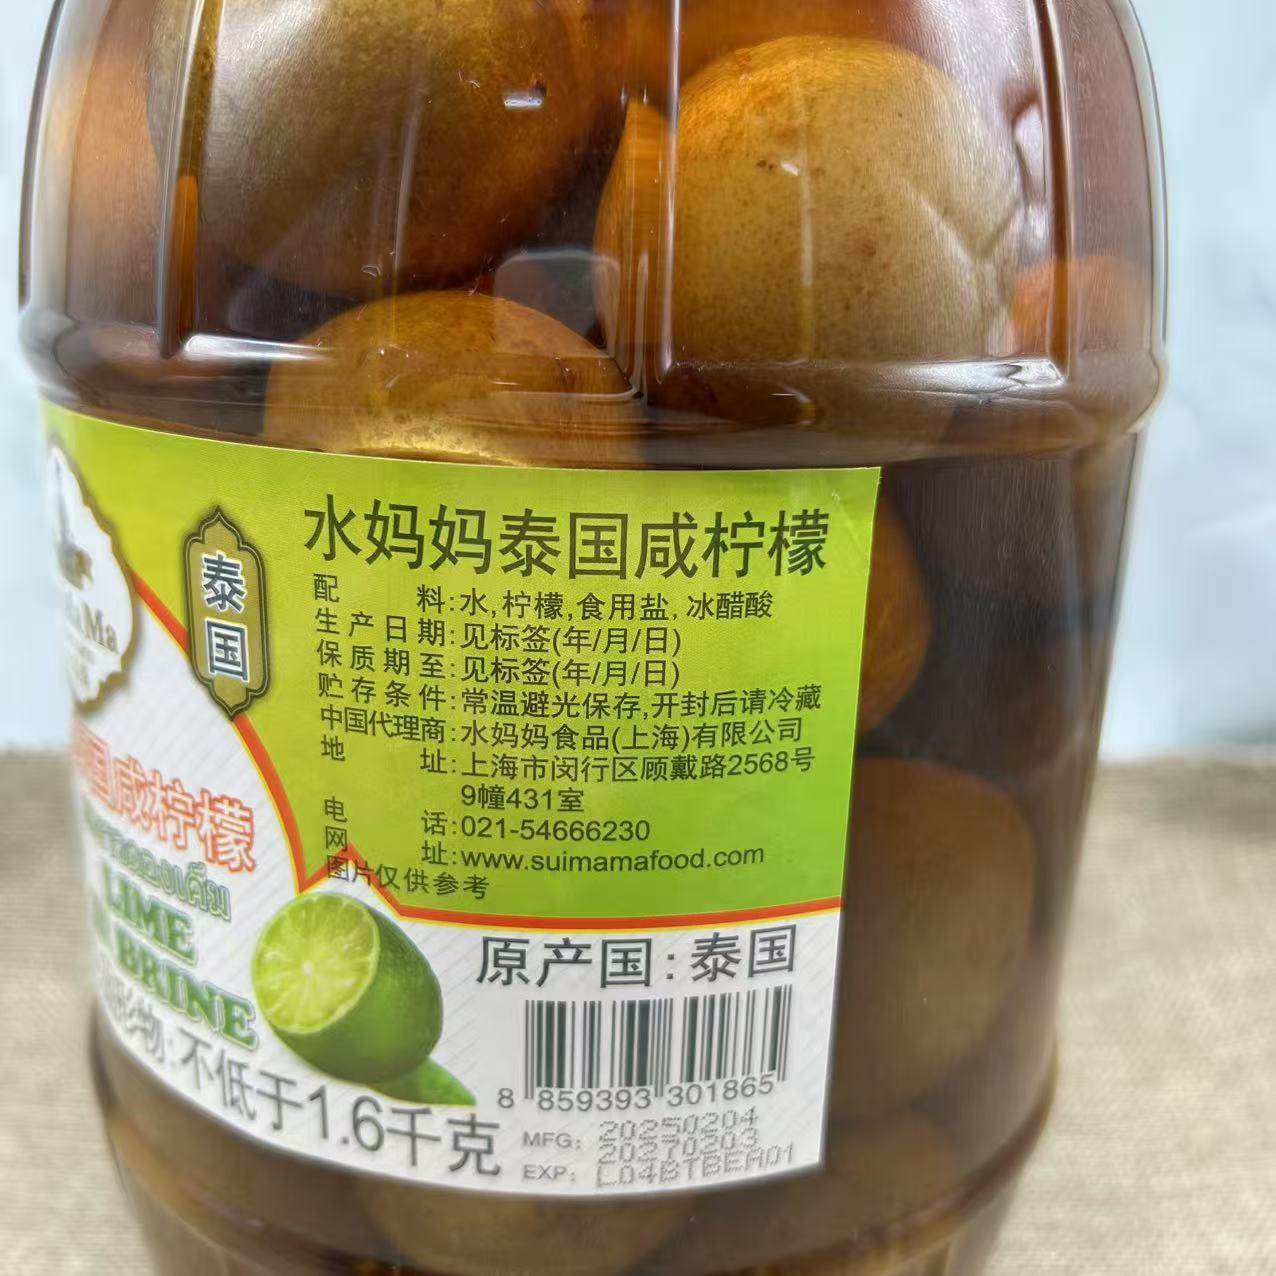 Ma
泰国
水妈妈泰国咸柠檬
配料:水,柠檬,食用盐,冰醋酸
生产日期:见标签(年/月/日)
保质期至:见标签(年/月/日)
贮存条件:常温避光保存,开封后请冷藏
中国代理商:水妈妈食品(上海)有限公司
地址:上海市闵行区顾戴路2568号
9幢431室
电话:021-54666230
网址:www.suimamafood.com
图片仅供参考
国咸柠檬
LIME
BRINE
形物:不低于1.6千克
原产国:泰国
8 859393 301865
MFG: 20250204
20270203
EXP: L04BTBEM01